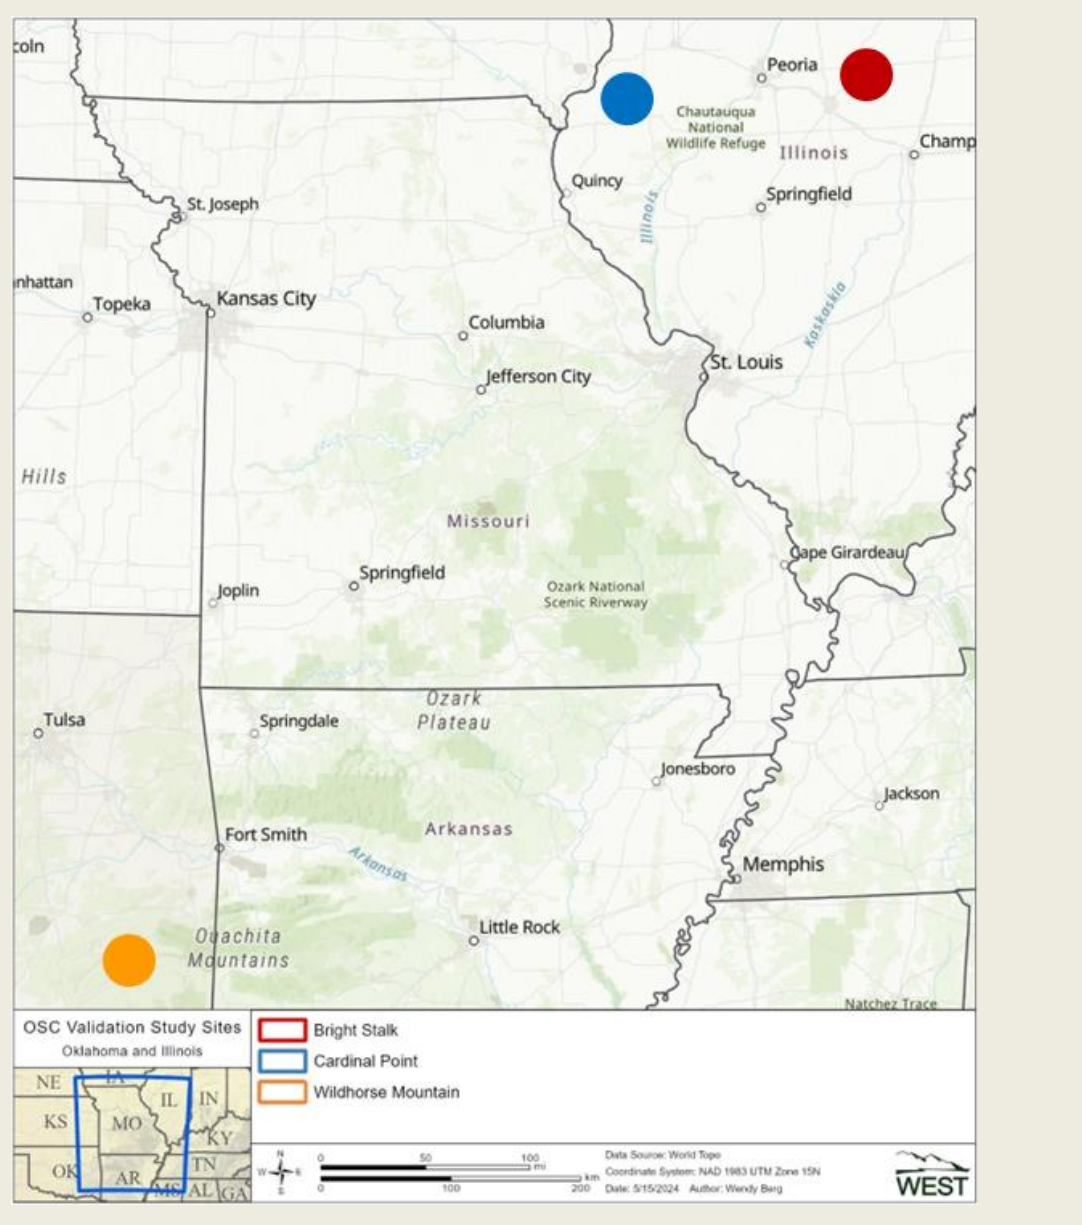 coln
Peoria
Chautauqua
National
Wildlife Refuge
Illinois
Champ
Quincy
Illinois
Springfield
St. Joseph
nhattan
Topeka
Kansas City
Kaskaskia
Columbia
St. Louis
Jefferson City
Hills
Missouri
Cape Girardeau
Springfield
Joplin
Ozark National
Scenic Riverway
Ozark
Plateau
Tulsa
Springdale
Jonesboro
Jackson
Fort Smith
Arkansas
Arkansas
Memphis
Little Rock
Ouachita
Mountains
Natchez Trace
OSC Validation Study Sites
Oklahoma and Illinois
NE
IA
IL
IN
KS
MO
KY
OK
AR
TN
MS
AL
GA
Bright Stalk
Cardinal Point
Wildhorse Mountain
N
W
E
S
0 50 100
mi
km
0 100 200
Data Source: World Topo
Coordinate System: NAD 1983 UTM Zone 15N
Date: 5/15/2024 Author: Wendy Berg
WEST